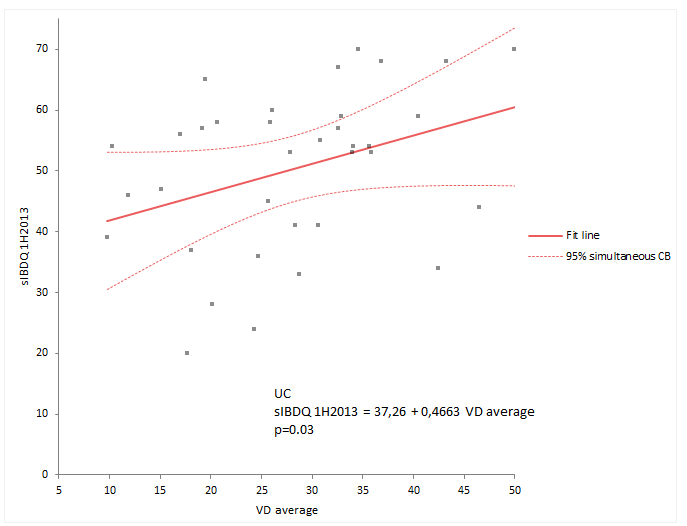 70
60
50
40
30
20
10
0
sIBDQ 1H2013
5
10
15
20
25
30
35
40
45
50
VD average
UC
sIBDQ 1H2013 = 37,26 + 0,4663 VD average
p=0.03
Fit line
95% simultaneous CB